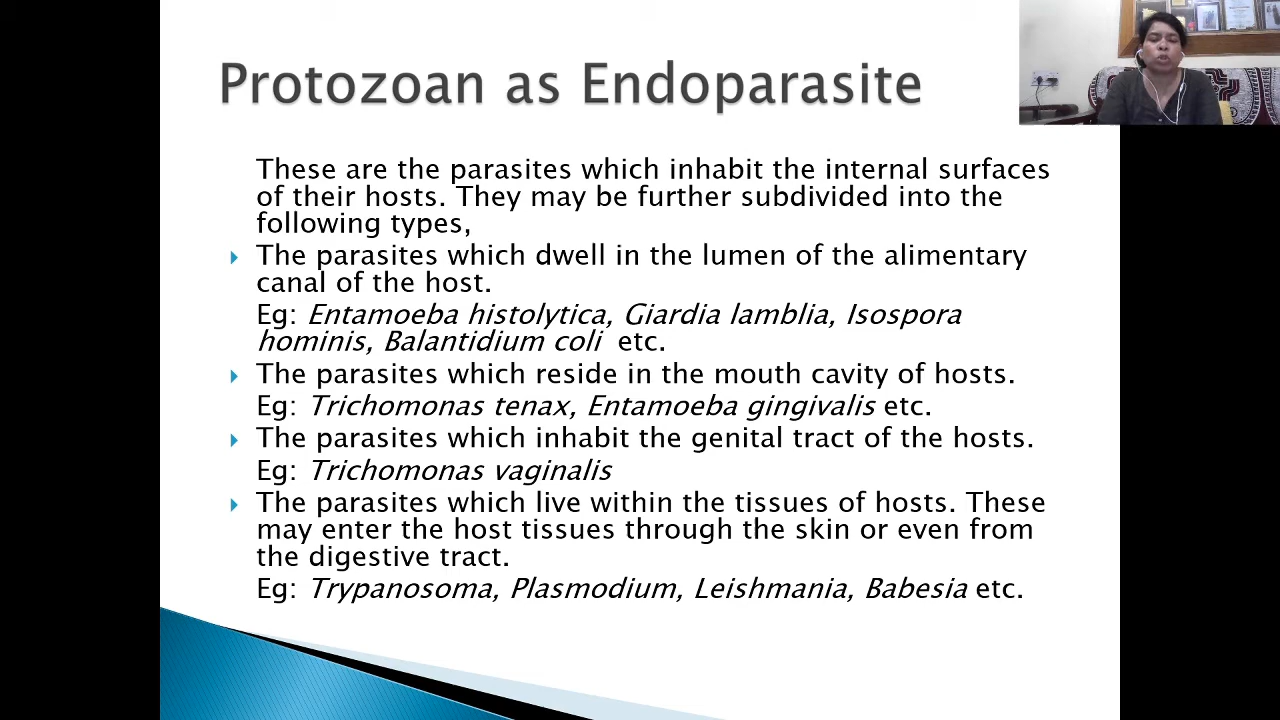 Protozoan as Endoparasite
These are the parasites which inhabit the internal surfaces
of their hosts. They may be further subdivided into the
following types,
The parasites which dwell in the lumen of the alimentary
canal of the host.
Eg: Entamoeba histolytica, Giardia lamblia, Isospora
hominis, Balantidium coli etc.
The parasites which reside in the mouth cavity of hosts.
Eg: Trichomonas tenax, Entamoeba gingivalis etc.
The parasites which inhabit the genital tract of the hosts.
Eg: Trichomonas vaginalis
The parasites which live within the tissues of hosts. These
may enter the host tissues through the skin or even from
the digestive tract.
Eg: Trypanosoma, Plasmodium, Leishmania, Babesia etc.